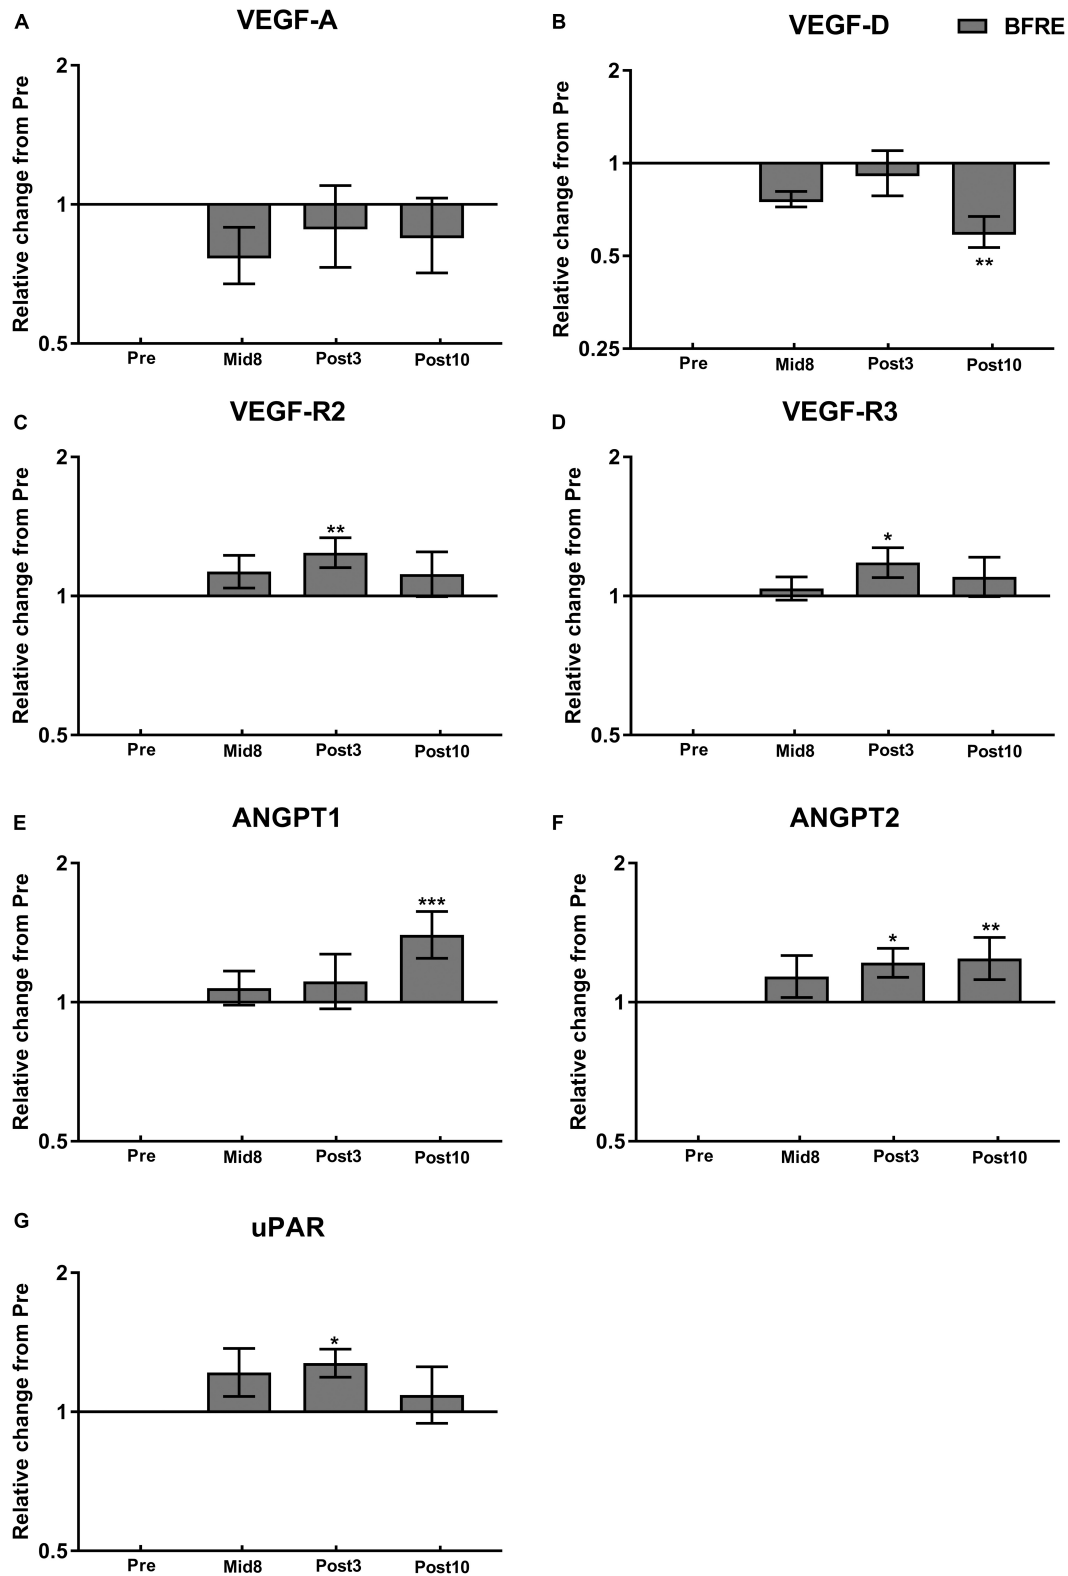 A
VEGF-A
Relative change from Pre
2
1
0.5
Pre
Mid8
Post3
Post10
B
VEGF-D
BFRE
Relative change from Pre
2
1
0.5
0.25
**
Pre
Mid8
Post3
Post10
C
VEGF-R2
Relative change from Pre
2
1
0.5
**
Pre
Mid8
Post3
Post10
D
VEGF-R3
Relative change from Pre
2
1
0.5
*
Pre
Mid8
Post3
Post10
E
ANGPT1
Relative change from Pre
2
1
0.5
***
Pre
Mid8
Post3
Post10
F
ANGPT2
Relative change from Pre
2
1
0.5
*
**
Pre
Mid8
Post3
Post10
G
uPAR
Relative change from Pre
2
1
0.5
*
Pre
Mid8
Post3
Post10